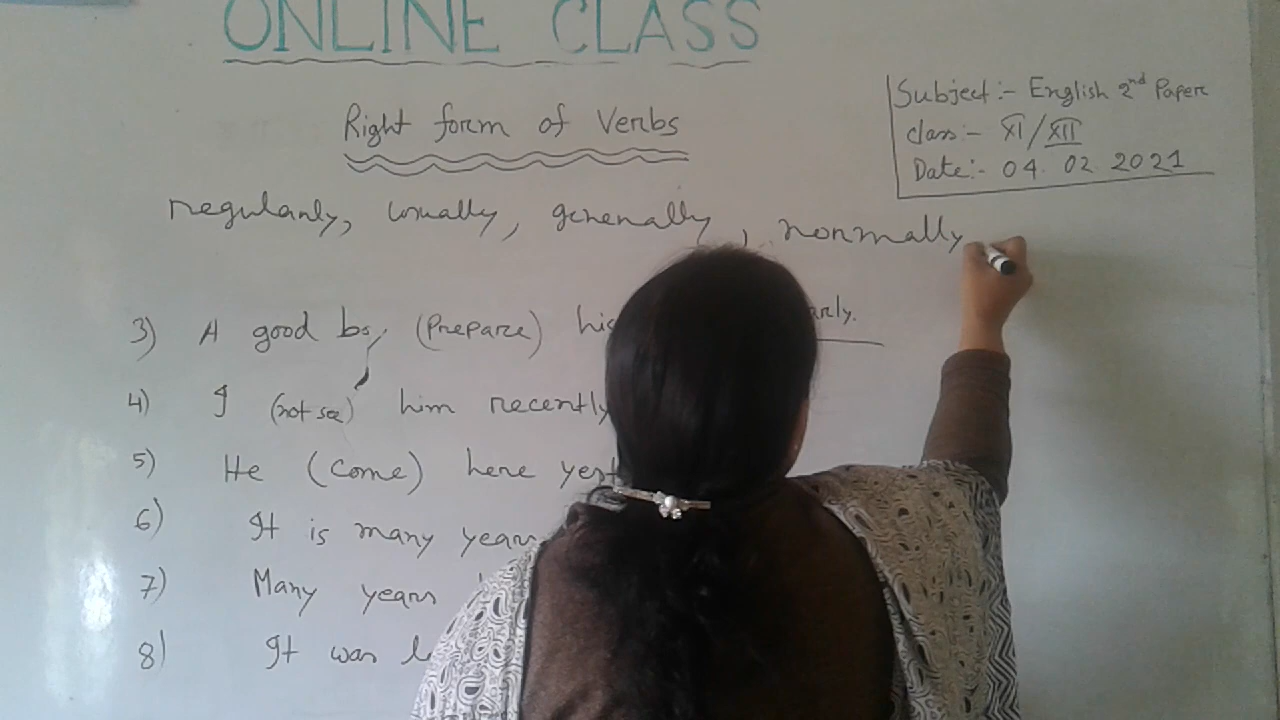 ONLINE CLASS
Subject :- English 2nd Paper
class :- XI/XII
Date:- 04. 02 2021
Right form of Verbs
regularly, usually, generally, normally
3) A good boy (Prepare) his
4) I (not see) him recently
5) He (Come) here
6) It is many years
7) Many years
8) It was